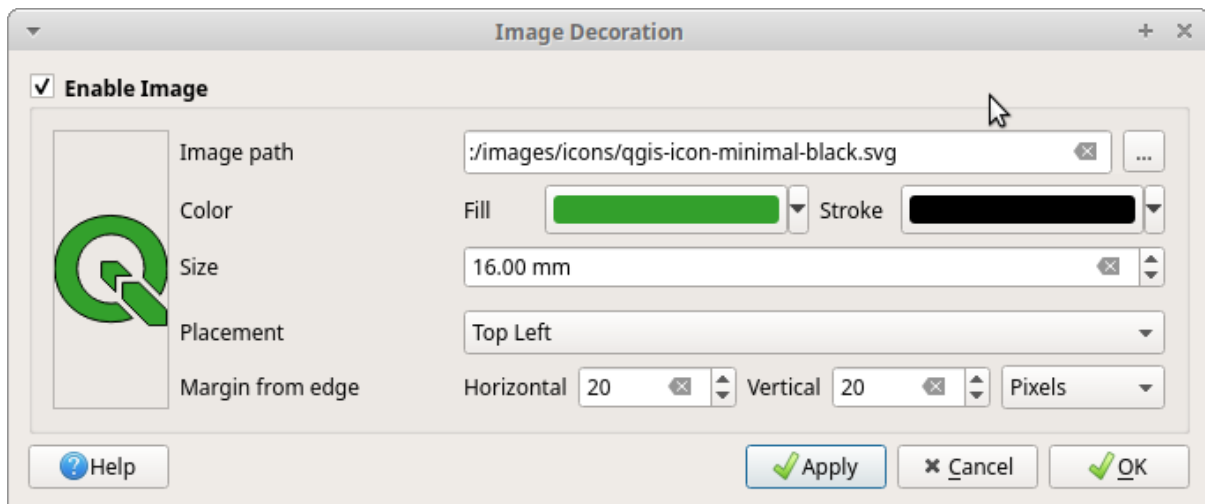 Image Decoration
Enable Image
Image path :/images/icons/qgis-icon-minimal-black.svg ...
Color Fill Stroke
Size 16.00 mm
Placement Top Left
Margin from edge Horizontal 20 Vertical 20 Pixels
Help Apply Cancel OK